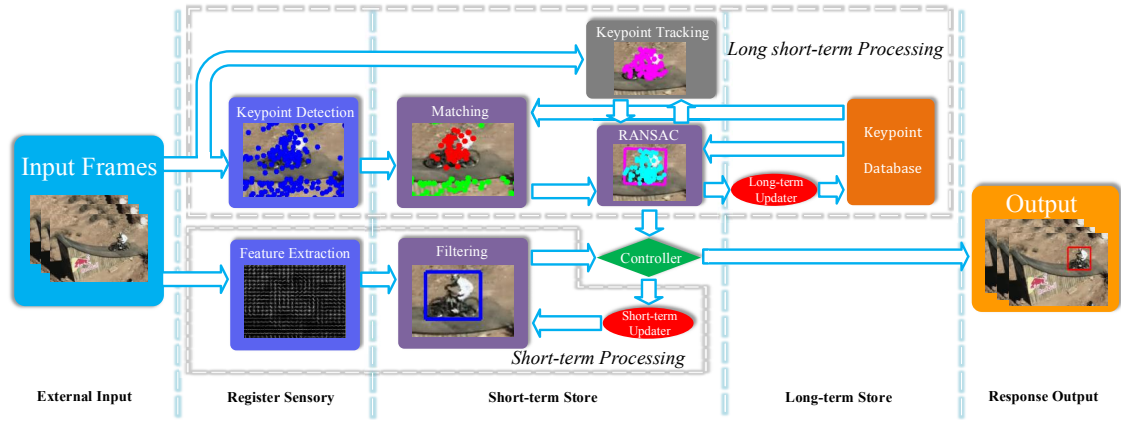 Keypoint Tracking
Long short-term Processing
Keypoint Detection
Matching
RANSAC
Keypoint
Database
Input Frames
Long-term
Updater
Output
Feature Extraction
Filtering
Controller
Short-term
Updater
Short-term Processing
External Input
Register Sensory
Short-term Store
Long-term Store
Response Output